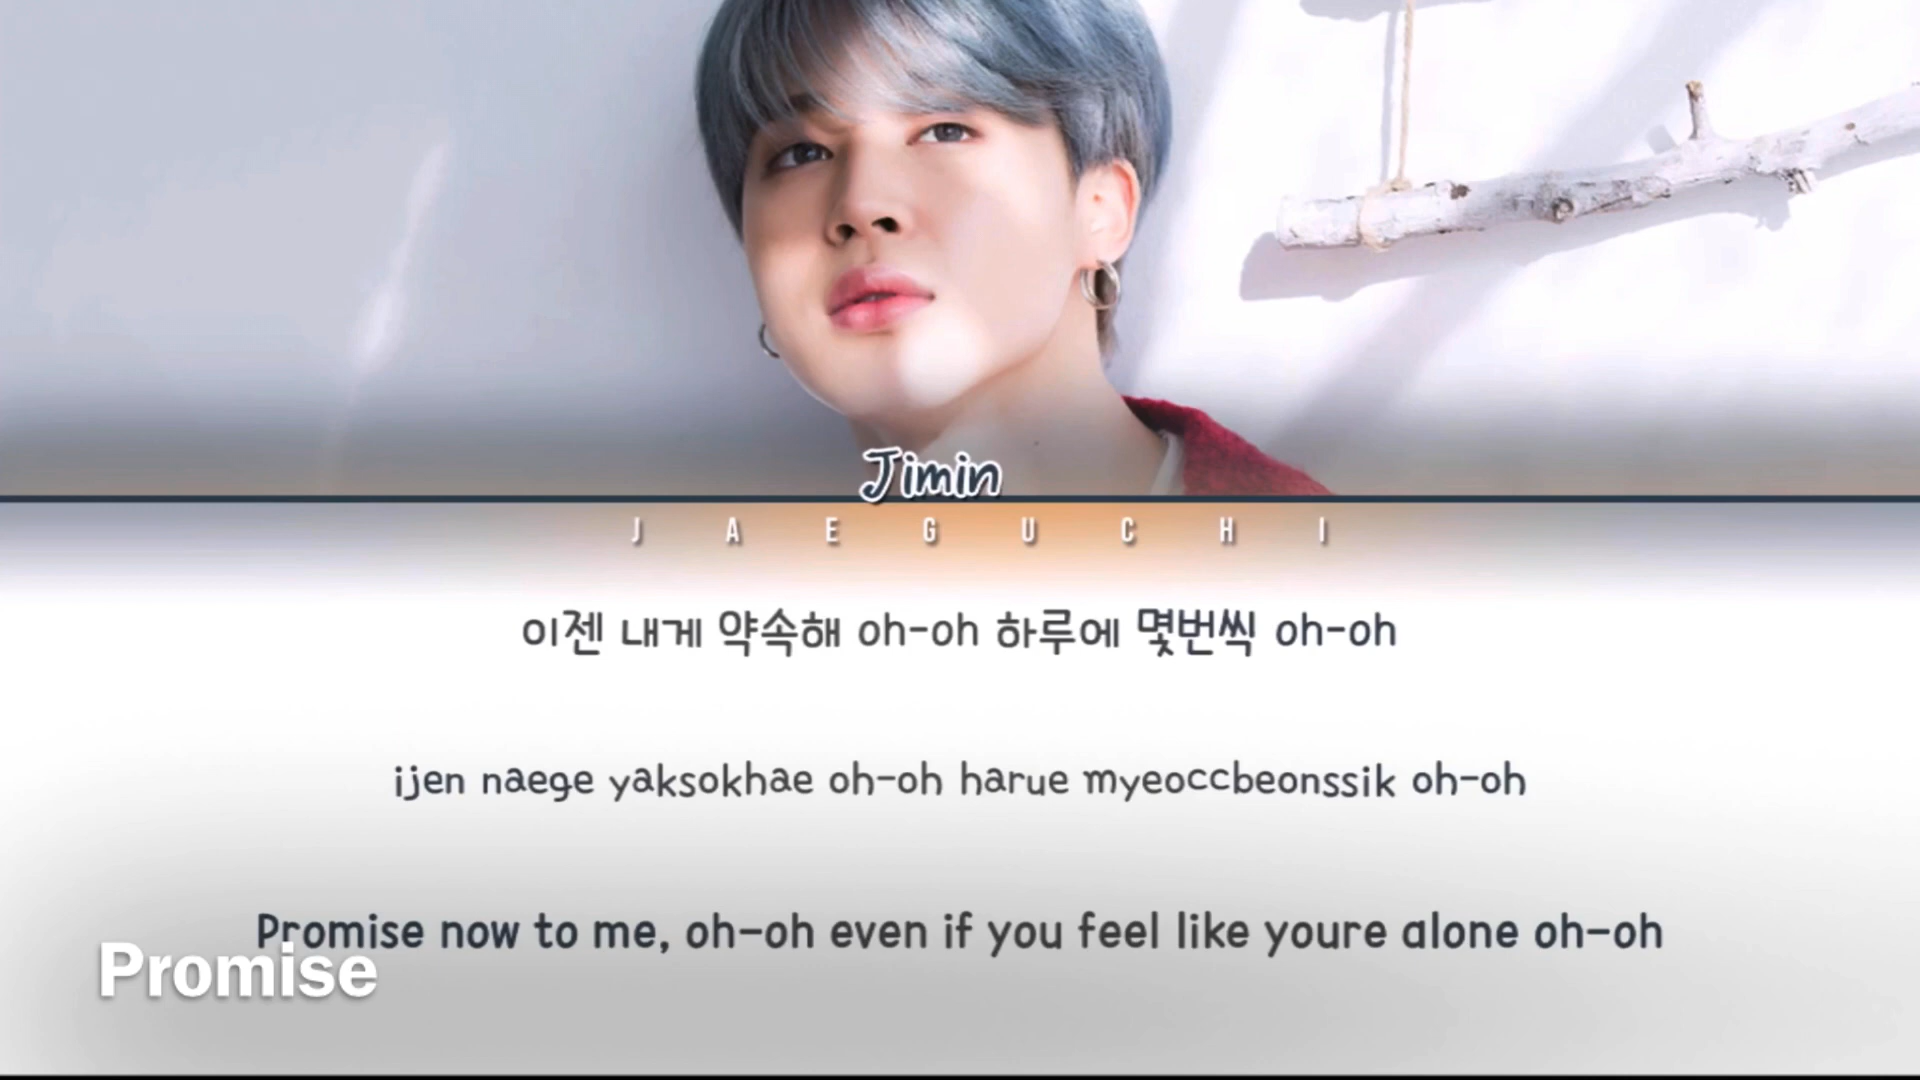 Jimin
JAEGUCHI
이젠 내게 약속해 oh-oh 하루에 몇번씩 oh-oh
ijen naege yaksokhae oh-oh harue myeoccbeonssik oh-oh
Promise now to me, oh-oh even if you feel like youre alone oh-oh
Promise